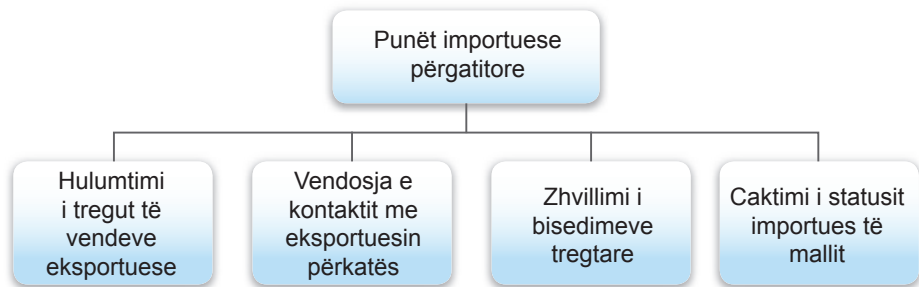 Punët importuese
përgatitore
Hulumtimi
i tregut të
vendeve
eksportuese
Vendosja e
kontaktit me
eksportuesin
përkatës
Zhvillimi i
bisedimeve
tregtare
Caktimi i statusit
importues të
mallit